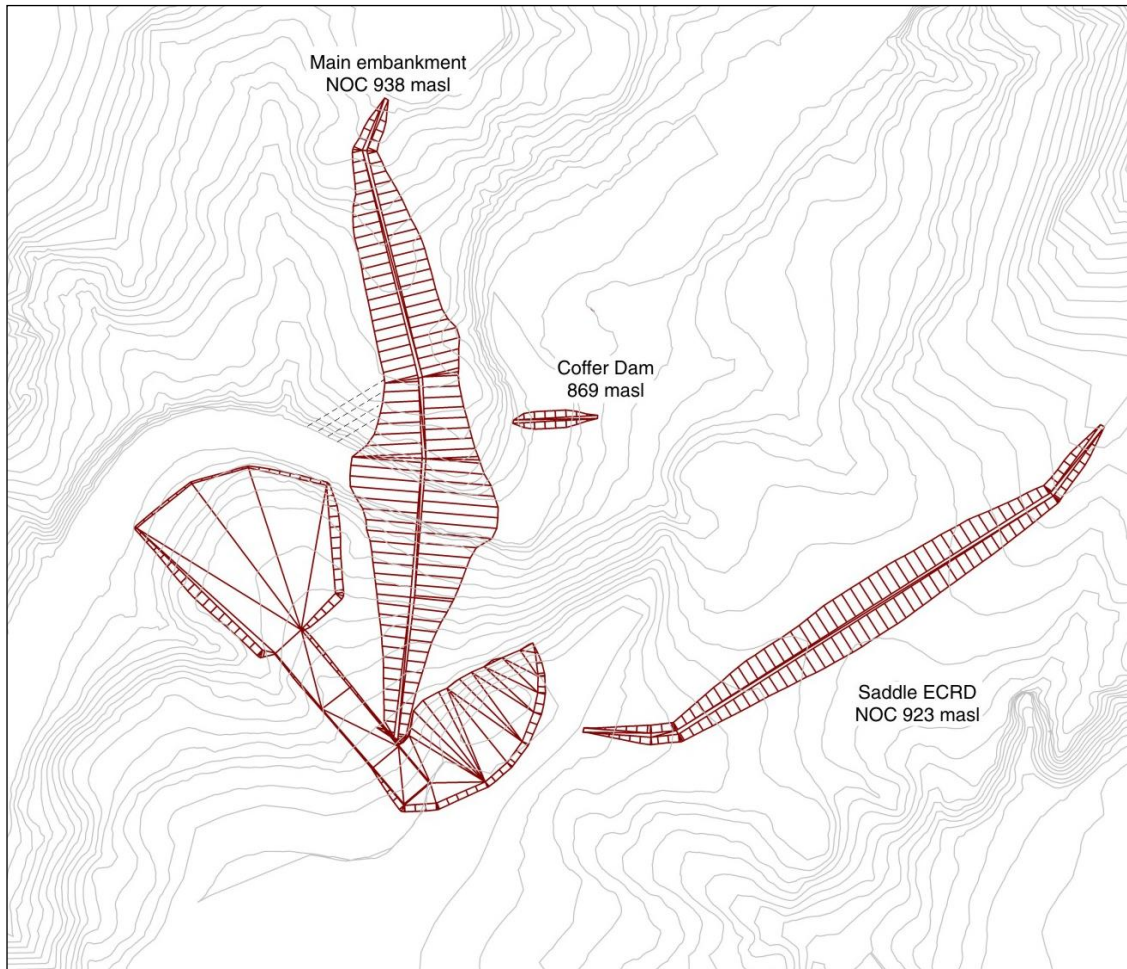 Main embankment
NOC 938 masl
Coffer Dam
869 masl
Saddle ECRD
NOC 923 masl